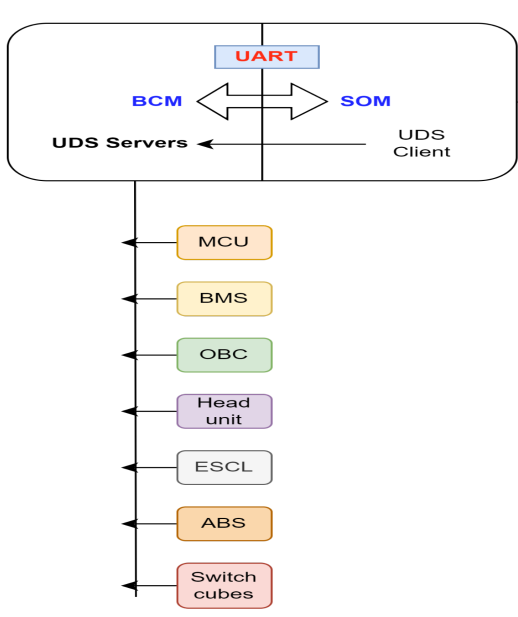 UART
BCM
SOM
UDS Servers
UDS
Client
MCU
BMS
OBC
Head
unit
ESCL
ABS
Switch
cubes